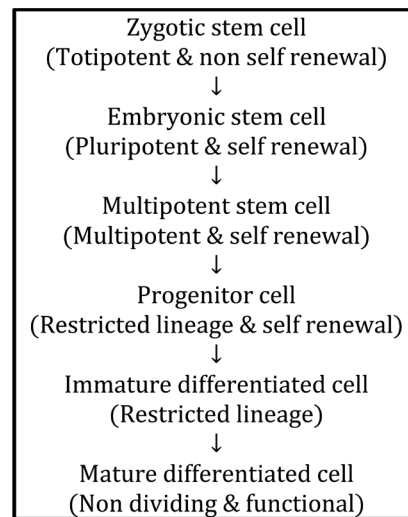 Zygotic stem cell
(Totipotent & non self renewal)
↓
Embryonic stem cell
(Pluripotent & self renewal)
↓
Multipotent stem cell
(Multipotent & self renewal)
↓
Progenitor cell
(Restricted lineage & self renewal)
↓
Immature differentiated cell
(Restricted lineage)
↓
Mature differentiated cell
(Non dividing & functional)